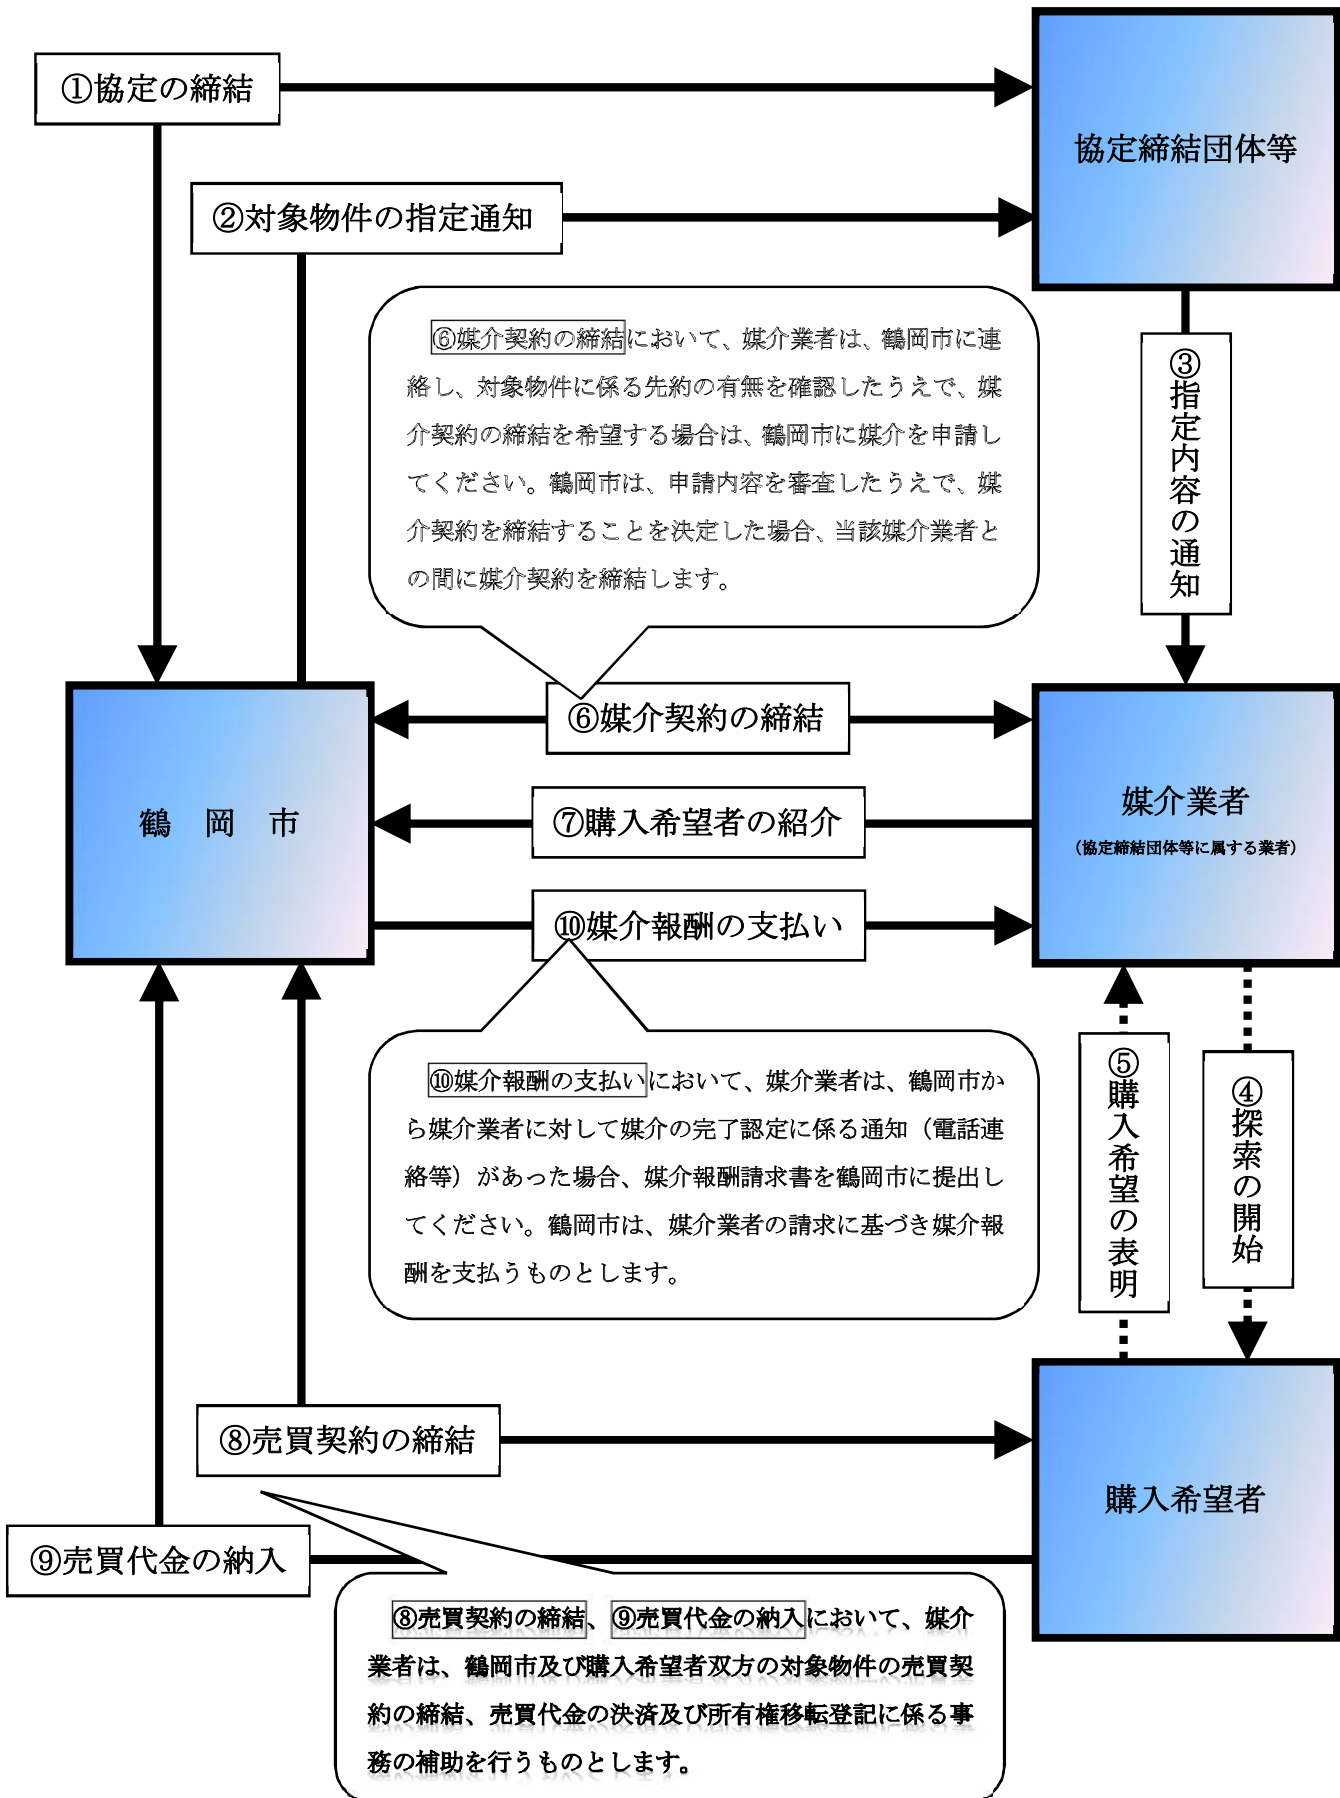 ①協定の締結
協定締結団体等
②対象物件の指定通知
⑥媒介契約の締結において、媒介業者は、鶴岡市に連
絡し、対象物件に係る先約の有無を確認したうえで、媒
介契約の締結を希望する場合は、鶴岡市に媒介を申請し
てください。鶴岡市は、申請内容を審査したうえで、媒
介契約を締結することを決定した場合、当該媒介業者と
の間に媒介契約を締結します。
③指定内容の通知
⑥媒介契約の締結
鶴　岡　市
⑦購入希望者の紹介
媒介業者
（協定締結団体等に属する業者）
⑩媒介報酬の支払い
⑩媒介報酬の支払いにおいて、媒介業者は、鶴岡市か
ら媒介業者に対して媒介の完了認定に係る通知（電話連
絡等）があった場合、媒介報酬請求書を鶴岡市に提出し
てください。鶴岡市は、媒介業者の請求に基づき媒介報
酬を支払うものとします。
⑤購入希望の表明
④探索の開始
⑧売買契約の締結
購入希望者
⑨売買代金の納入
⑧売買契約の締結、⑨売買代金の納入において、媒介
業者は、鶴岡市及び購入希望者双方の対象物件の売買契
約の締結、売買代金の決済及び所有権移転登記に係る事
務の補助を行うものとします。